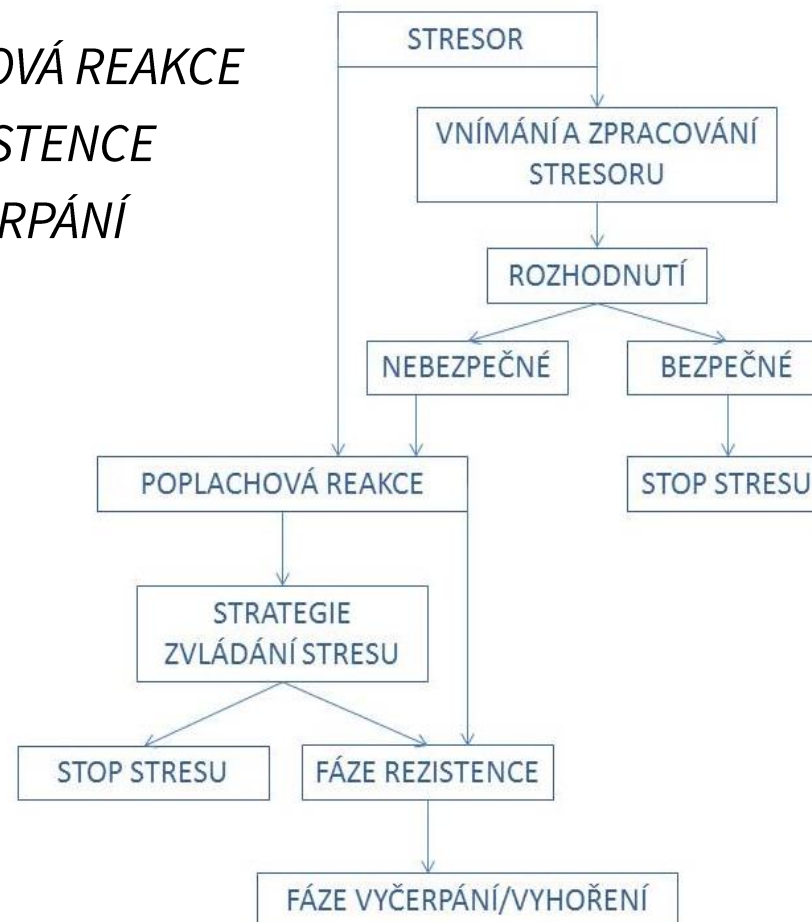 OVÁ REAKCE
STENCE
RPÁNÍ
STRESOR
VNÍMÁNÍ A ZPRACOVÁNÍ
STRESORU
ROZHODNUTÍ
NEBEZPEČNÉ
BEZPEČNÉ
POPLACHOVÁ REAKCE
STOP STRESU
STRATEGIE
ZVLÁDÁNÍ STRESU
STOP STRESU
FÁZE REZISTENCE
FÁZE VYČERPÁNÍ/VYHOŘENÍ